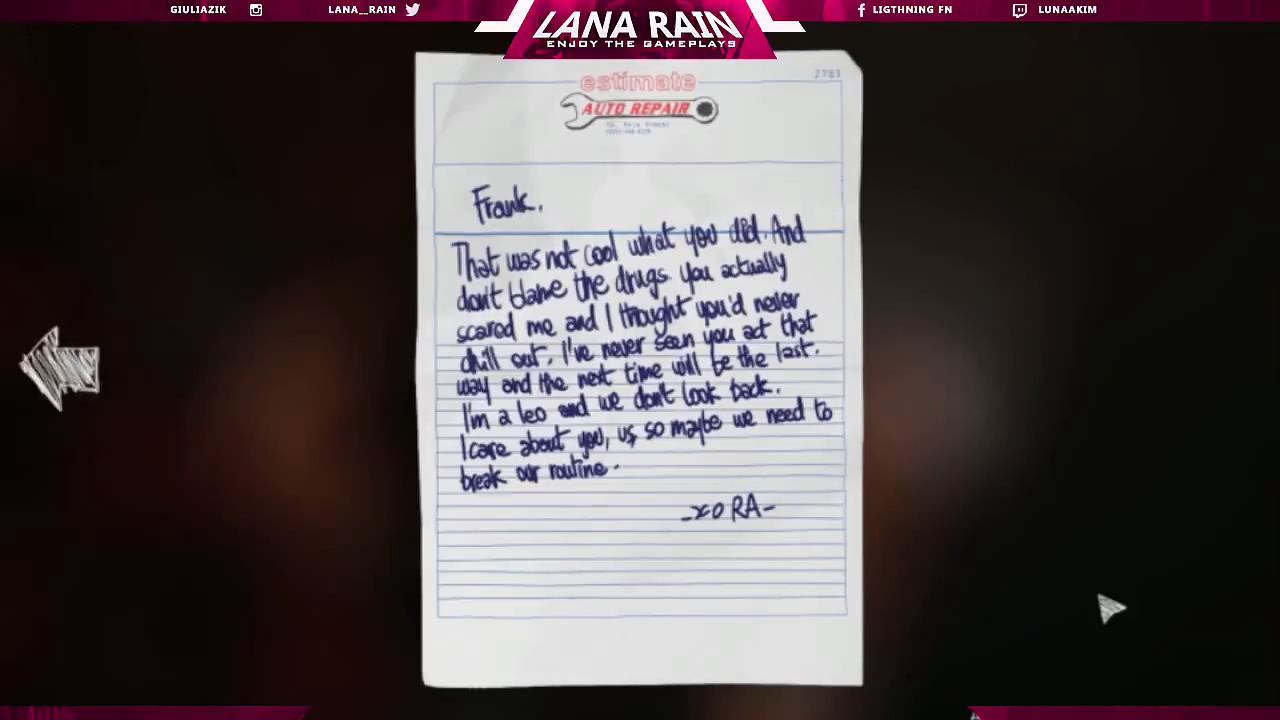 GIULIAZIK LANA__RAIN LIGTHNING FN LUNAAKIM
LANA RAIN
ENJOY THE GAMEPLAYS
estimate
2783
AUTO REPAIR
Frank,
That was not cool what you did. And
don't blame the drugs. you actually
scared me and I thought you'd never
chill out. I've never seen you act that
way and the next time will be the last.
I'm a leo and we don't look back.
I care about you, us, so maybe we need to
break our routine.
-xo RA-